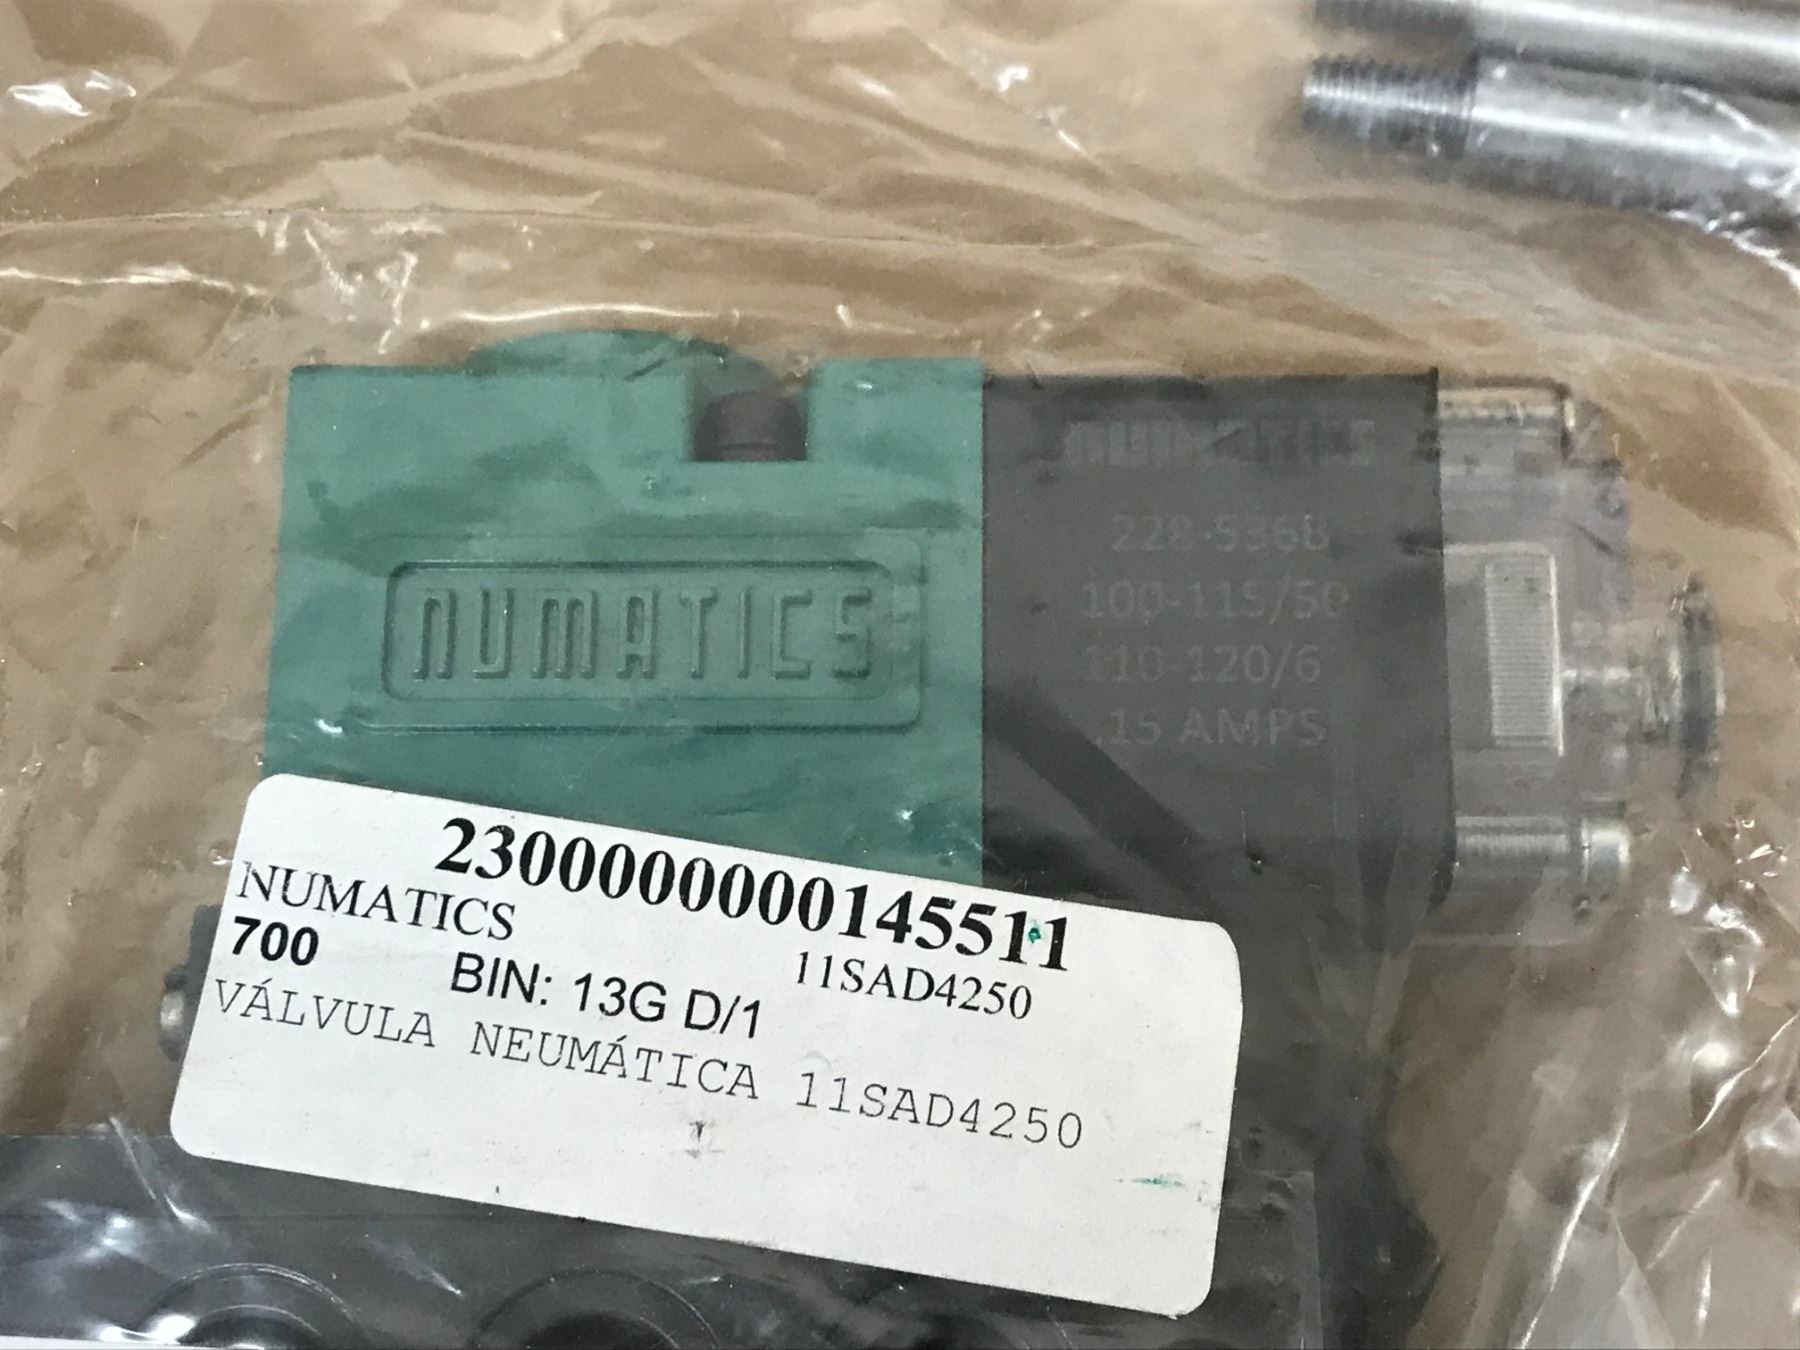 NUMATICS
NUMATICS
228-536B
100-115/50
110-120/6
.15 AMPS
2300000000145511
NUMATICS
11SAD4250
700
BIN: 13G D/1
VÁLVULA NEUMÁTICA 11SAD4250